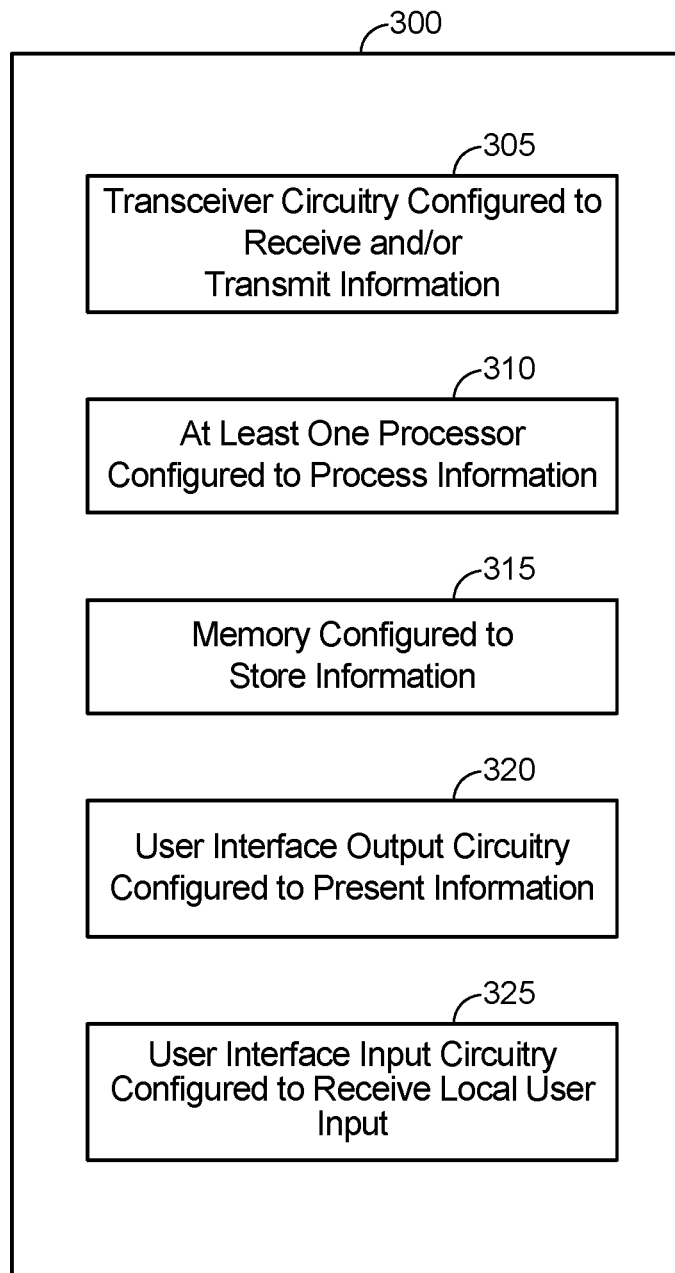 300
305
Transceiver Circuitry Configured to
Receive and/or
Transmit Information
310
At Least One Processor
Configured to Process Information
315
Memory Configured to
Store Information
320
User Interface Output Circuitry
Configured to Present Information
325
User Interface Input Circuitry
Configured to Receive Local User
Input